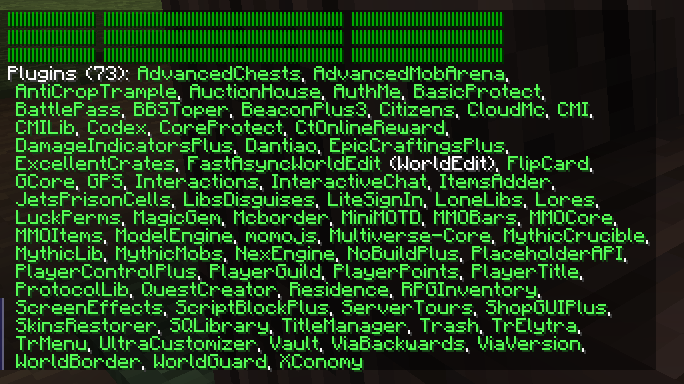 Plugins (73): AdvancedChests, AdvancedMobArena,
AntiCropTrample, AuctionHouse, AuthMe, BasicProtect,
BattlePass, BBSToper, BeaconPlus3, Citizens, CloudMc, CMI,
CMILib, Codex, CoreProtect, CtOnlineReward,
DamageIndicatorsPlus, Dantiao, EpicCraftingsPlus,
ExcellentCrates, FastAsyncWorldEdit (WorldEdit), FlipCard,
GCore, GPS, Interactions, InteractiveChat, ItemsAdder,
JetsPrisonCells, LibsDisguises, LiteSignIn, LoneLibs, Lores,
LuckPerms, MagicGem, Mcborder, MiniMOTD, MMOBars, MMOCore,
MMOItems, ModelEngine, momo.js, Multiverse-Core, MythicCrucible,
MythicLib, MythicMobs, NexEngine, NoBuildPlus, PlaceholderAPI,
PlayerControlPlus, PlayerGuild, PlayerPoints, PlayerTitle,
ProtocolLib, QuestCreator, Residence, RPGInventory,
ScreenEffects, ScriptBlockPlus, ServerTours, ShopGUIPlus,
SkinsRestorer, SQLibrary, TitleManager, Trash, TrElytra,
TrMenu, UltraCustomizer, Vault, ViaBackwards, ViaVersion,
WorldBorder, WorldGuard, XConomy